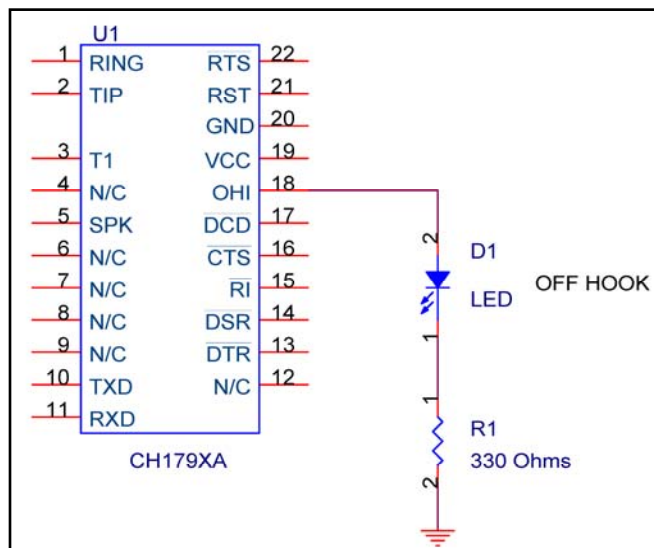 U1
1 RING RTS 22
2 TIP RST 21
GND 20
3 T1 VCC 19
4 N/C OHI 18
5 SPK DCD 17
6 N/C CTS 16
7 N/C RI 15
8 N/C DSR 14
9 N/C DTR 13
10 TXD N/C 12
11 RXD
CH179XA
2
D1
LED
OFF HOOK
1
1
R1
330 Ohms
2